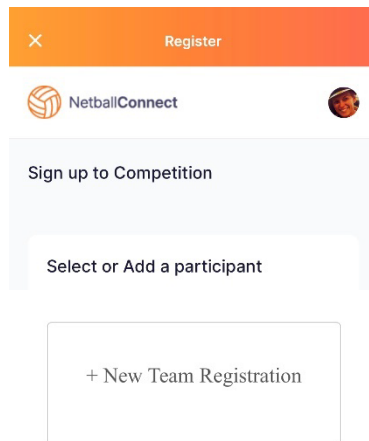 Register
NetballConnect
Sign up to Competition
Select or Add a participant
+ New Team Registration